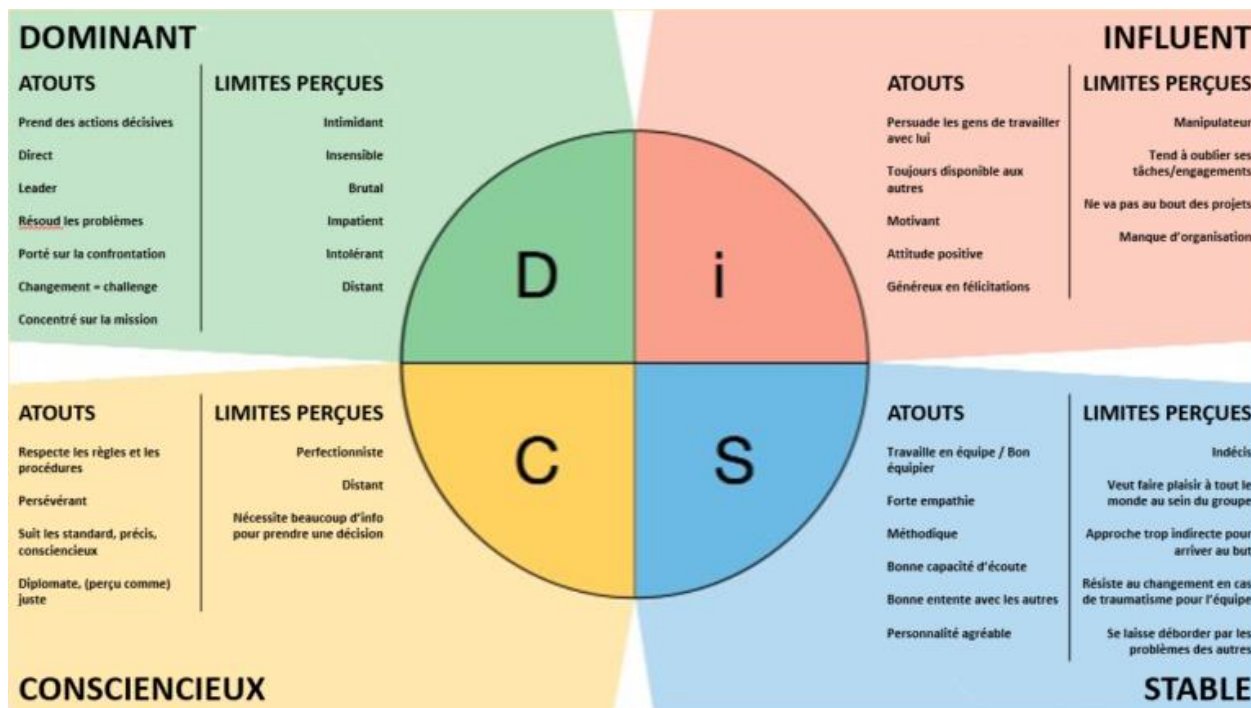 DOMINANT
ATOUTS
Prend des actions décisives
Direct
Leader
Résoud les problèmes
Porté sur la confrontation
Changement = challenge
Concentré sur la mission
LIMITES PERÇUES
Intimidant
Insensible
Brutal
Impatient
Intolérant
Distant
INFLUENT
ATOUTS
Persuade les gens de travailler
avec lui
Toujours disponible aux
autres
Motivant
Attitude positive
Généreux en félicitations
LIMITES PERÇUES
Manipulateur
Tend à oublier ses
tâches/engagements
Ne va pas au bout des projets
Manque d'organisation
D
i
C
S
ATOUTS
Respecte les règles et les
procédures
Persévérant
Suit les standard, précis,
consciencieux
Diplomate, (perçu comme)
juste
LIMITES PERÇUES
Perfectionniste
Distant
Nécessite beaucoup d'info
pour prendre une décision
CONSCIENCIEUX
ATOUTS
Travaille en équipe / Bon
équipier
Forte empathie
Méthodique
Bonne capacité d'écoute
Bonne entente avec les autres
Personnalité agréable
LIMITES PERÇUES
Indécis
Veut faire plaisir à tout le
monde au sein du groupe
Approche trop indirecte pour
arriver au but
Résiste au changement en cas
de traumatisme pour l'équipe
Se laisse déborder par les
problèmes des autres
STABLE